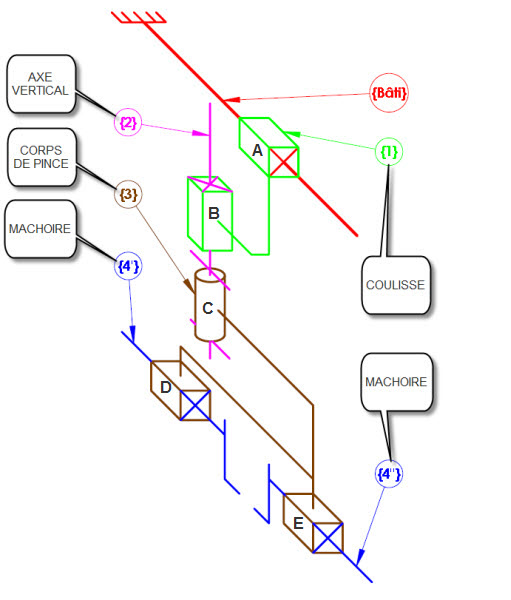 AXE
VERTICAL
{2}
{Bâti}
A
{1}
CORPS
DE PINCE
{3}
B
MACHOIRE
{4'}
COULISSE
C
D
MACHOIRE
{4"}
E